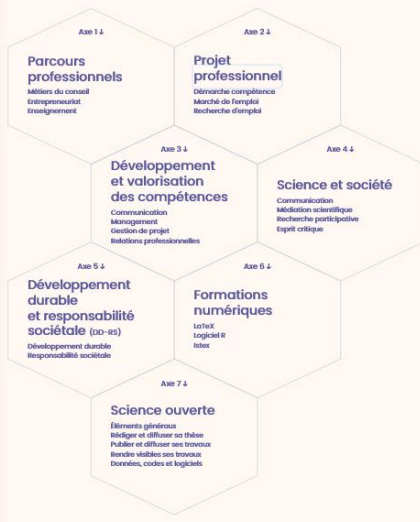 Axe 1 ↓
Parcours
professionnels
Métiers du conseil
Entrepreneuriat
Enseignement
Axe 2 ↓
Projet
professionnel
Démarche compétence
Marché de l'emploi
Recherche d'emploi
Axe 3 ↓
Développement
et valorisation
des compétences
Communication
Management
Gestion de projet
Relations professionnelles
Axe 4 ↓
Science et société
Communication
Médiation scientifique
Recherche participative
Esprit critique
Axe 5 ↓
Développement
durable
et responsabilité
sociétale (DD-RS)
Développement durable
Responsabilité sociétale
Axe 6 ↓
Formations
numériques
LaTeX
Logiciel R
Istex
Axe 7 ↓
Science ouverte
Éléments généraux
Rédiger et diffuser sa thèse
Publier et diffuser ses travaux
Rendre visibles ses travaux
Données, codes et logiciels